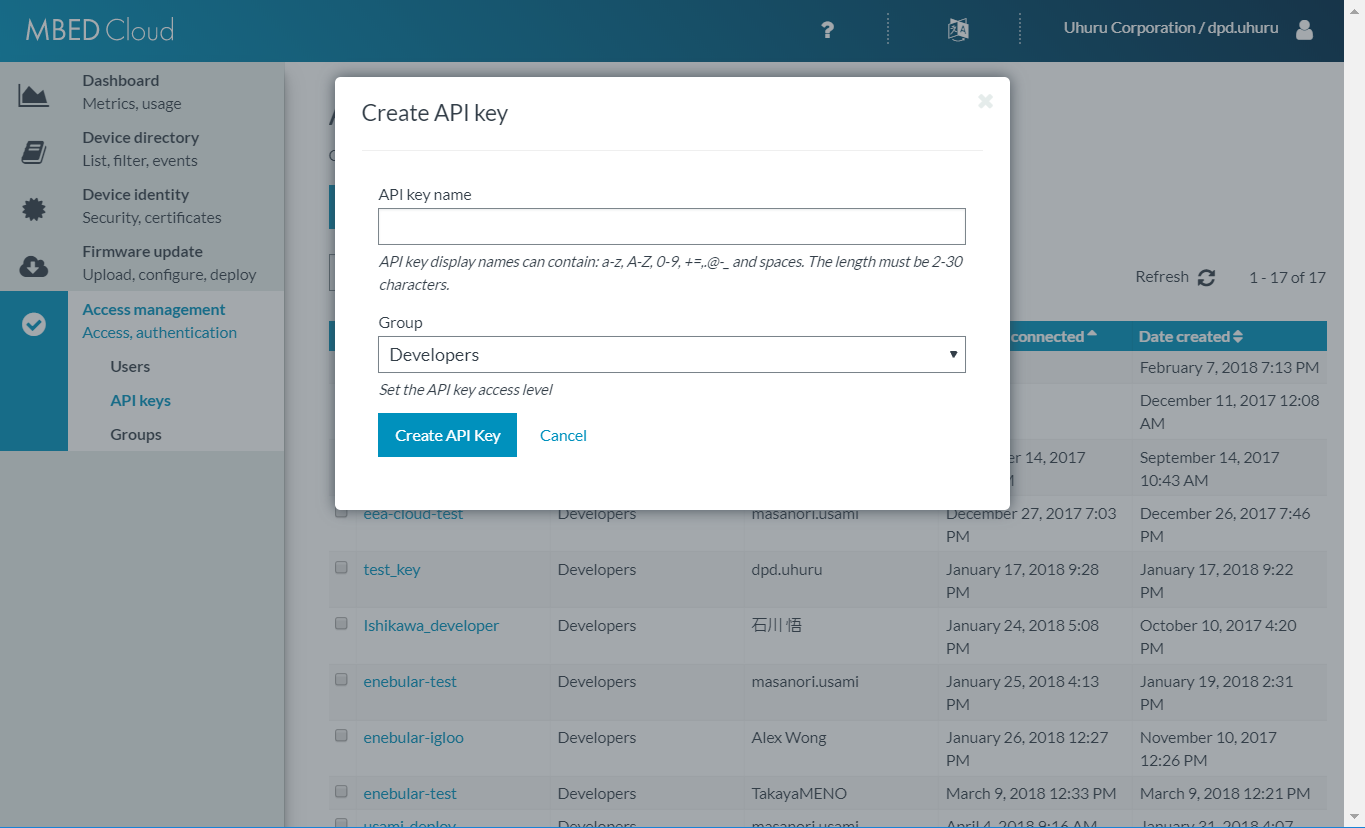 MBED Cloud
?
Uhuru Corporation / dpd.uhuru
Dashboard
Metrics, usage
Device directory
List, filter, events
Device identity
Security, certificates
Firmware update
Upload, configure, deploy
Access management
Access, authentication
Users
API keys
Groups
Create API key
API key name
API key display names can contain: a-z, A-Z, 0-9, +=,.@-_ and spaces. The length must be 2-30
characters.
Group
Developers
Set the API key access level
Create API Key
Cancel
Refresh
1 - 17 of 17
connected
Date created
February 7, 2018 7:13 PM
December 11, 2017 12:08
AM
14, 2017
September 14, 2017
10:43 AM
eea-cloud-test
Developers
masanori.usami
December 27, 2017 7:03
PM
December 26, 2017 7:46
PM
test_key
Developers
dpd.uhuru
January 17, 2018 9:28
PM
January 17, 2018 9:22
PM
Ishikawa_developer
Developers
石川 悟
January 24, 2018 5:08
PM
October 10, 2017 4:20
PM
enebular-test
Developers
masanori.usami
January 25, 2018 4:13
PM
January 19, 2018 2:31
PM
enebular-igloo
Developers
Alex Wong
January 26, 2018 12:27
PM
November 10, 2017
12:26 PM
enebular-test
Developers
TakayaMENO
March 9, 2018 12:33 PM
March 9, 2018 12:21 PM
usami_deploy
Developers
masanori.usami
April 4, 2018 9:16 AM
January 31, 2018 4:07